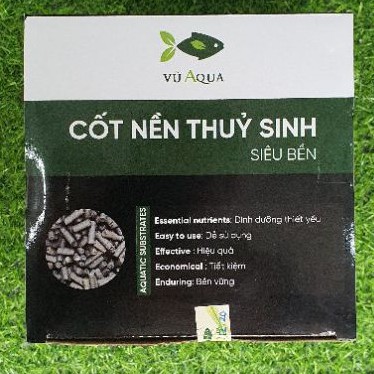 VŨ AQUA
CỐT NỀN THUỶ SINH
SIÊU BỀN
AQUATIC SUBSTRATES
Essential nutrients: Dinh dưỡng thiết yếu
Easy to use: Dễ sử dụng
Effective : Hiệu quả
Economical : Tiết kiệm
Enduring: Bền vững